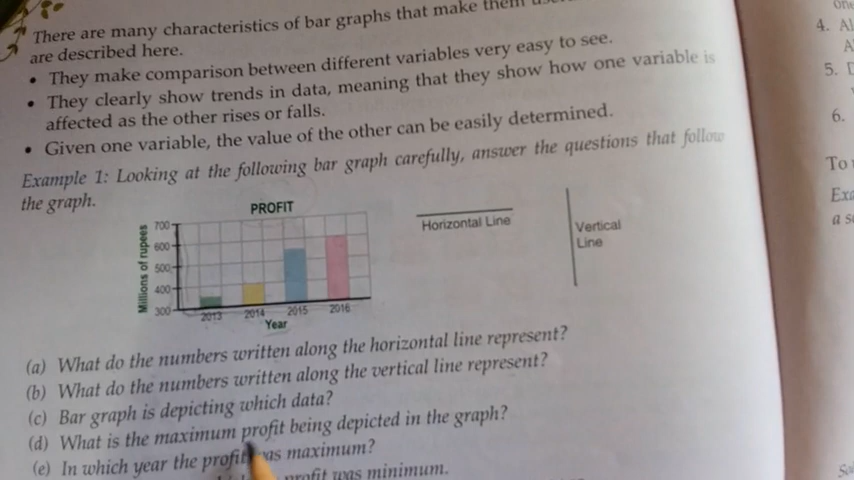 There are many characteristics of bar graphs that make them
are described here.
• They make comparison between different variables very easy to see.
• They clearly show trends in data, meaning that they show how one variable is
affected as the other rises or falls.
• Given one variable, the value of the other can be easily determined.
Example 1: Looking at the following bar graph carefully, answer the questions that follow
the graph.
PROFIT
Millions of rupees
700
600
500
400
300
2013 2014 2015 2016
Year
Horizontal Line
Vertical
Line
(a) What do the numbers written along the horizontal line represent?
(b) What do the numbers written along the vertical line represent?
(c) Bar graph is depicting which data?
(d) What is the maximum profit being depicted in the graph?
(e) In which year the profit was maximum?
profit was minimum.
4.
5.
6.
To
a